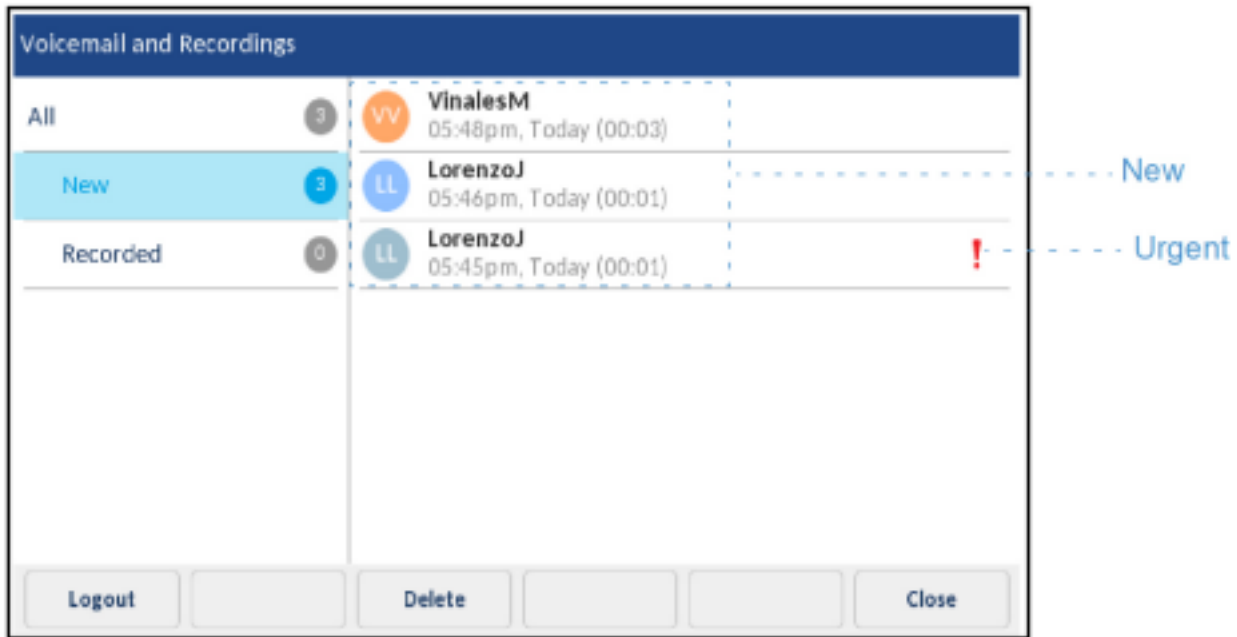 Voicemail and Recordings
All 3
New 3
Recorded 0
VV VinalesM
05:48pm, Today (00:03)
LL LorenzoJ
05:46pm, Today (00:01)
LL LorenzoJ
05:45pm, Today (00:01) !
New
Urgent
Logout Delete Close